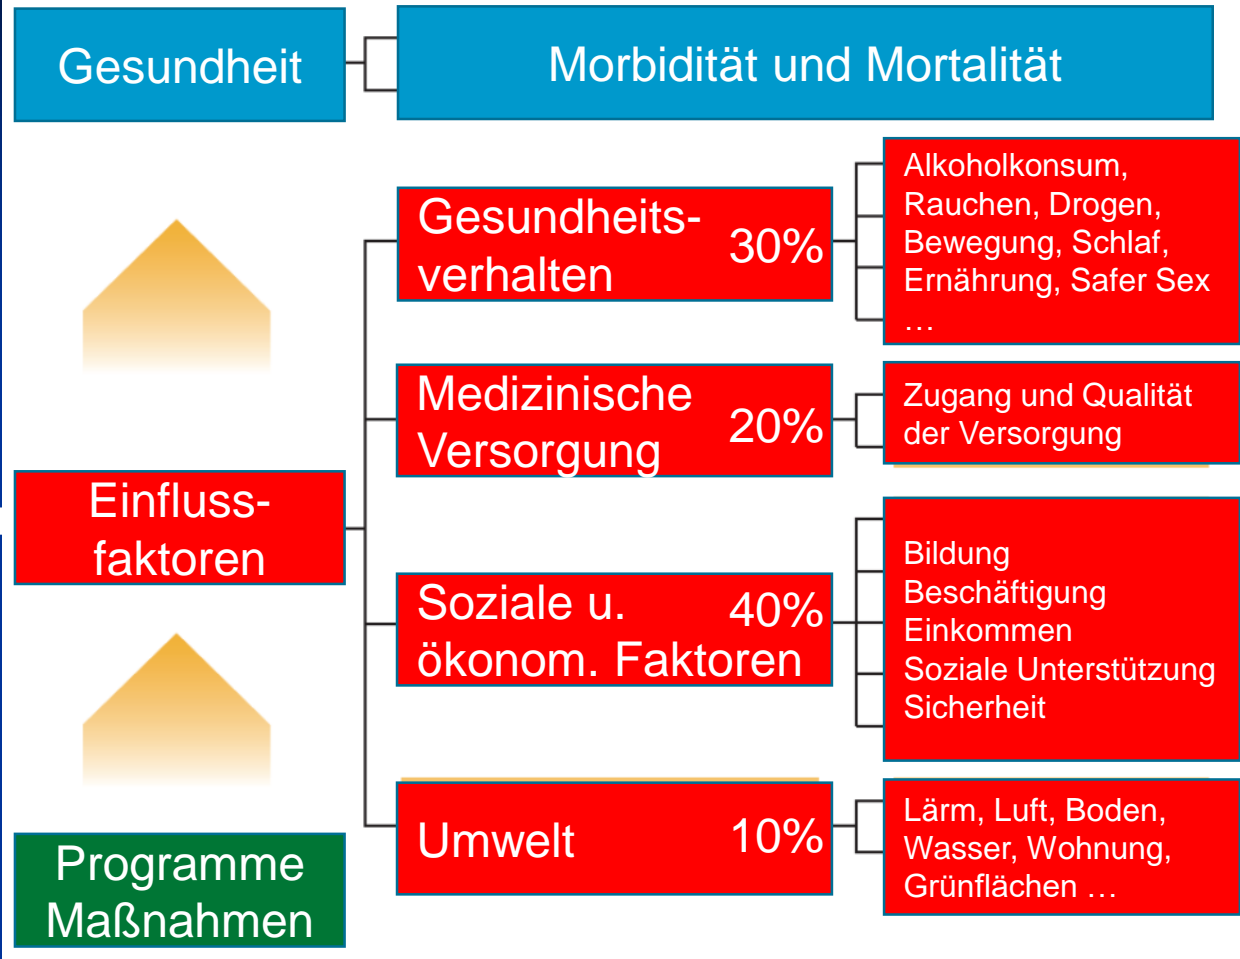 Gesundheit
Morbidität und Mortalität
Gesundheits-
verhalten
30%
Alkoholkonsum,
Rauchen, Drogen,
Bewegung, Schlaf,
Ernährung, Safer Sex
…
Medizinische
Versorgung
20%
Zugang und Qualität
der Versorgung
Einfluss-
faktoren
Soziale u.
ökonom. Faktoren
40%
Bildung
Beschäftigung
Einkommen
Soziale Unterstützung
Sicherheit
Umwelt
10%
Lärm, Luft, Boden,
Wasser, Wohnung,
Grünflächen …
Programme
Maßnahmen